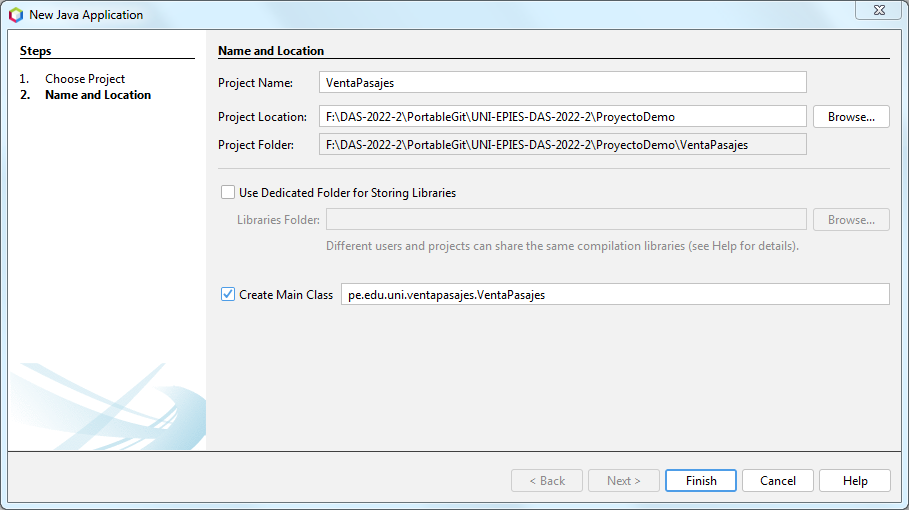 New Java Application
Steps
1. Choose Project
2. Name and Location
Name and Location
Project Name: VentaPasajes
Project Location: F:\DAS-2022-2\PortableGit\UNI-EPIES-DAS-2022-2\ProyectoDemo Browse...
Project Folder: F:\DAS-2022-2\PortableGit\UNI-EPIES-DAS-2022-2\ProyectoDemo\VentaPasajes
Use Dedicated Folder for Storing Libraries
Libraries Folder: Browse...
Different users and projects can share the same compilation libraries (see Help for details).
Create Main Class pe.edu.uni.ventapasajes.VentaPasajes
< Back Next > Finish Cancel Help